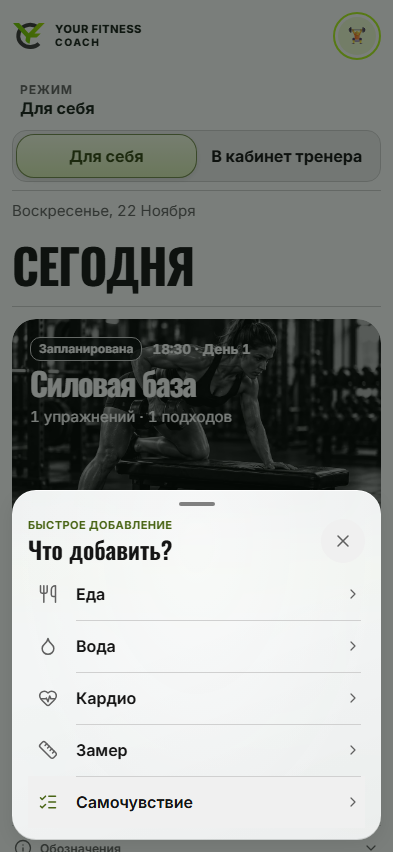 YOUR FITNESS
COACH
РЕЖИМ
Для себя
Для себя
В кабинет тренера
Воскресенье, 22 Ноября
СЕГОДНЯ
Запланирована 18:30 · День 1
Силовая база
1 упражнений · 1 подходов
БЫСТРОЕ ДОБАВЛЕНИЕ
Что добавить?
Еда
Вода
Кардио
Замер
Самочувствие
Обозначения